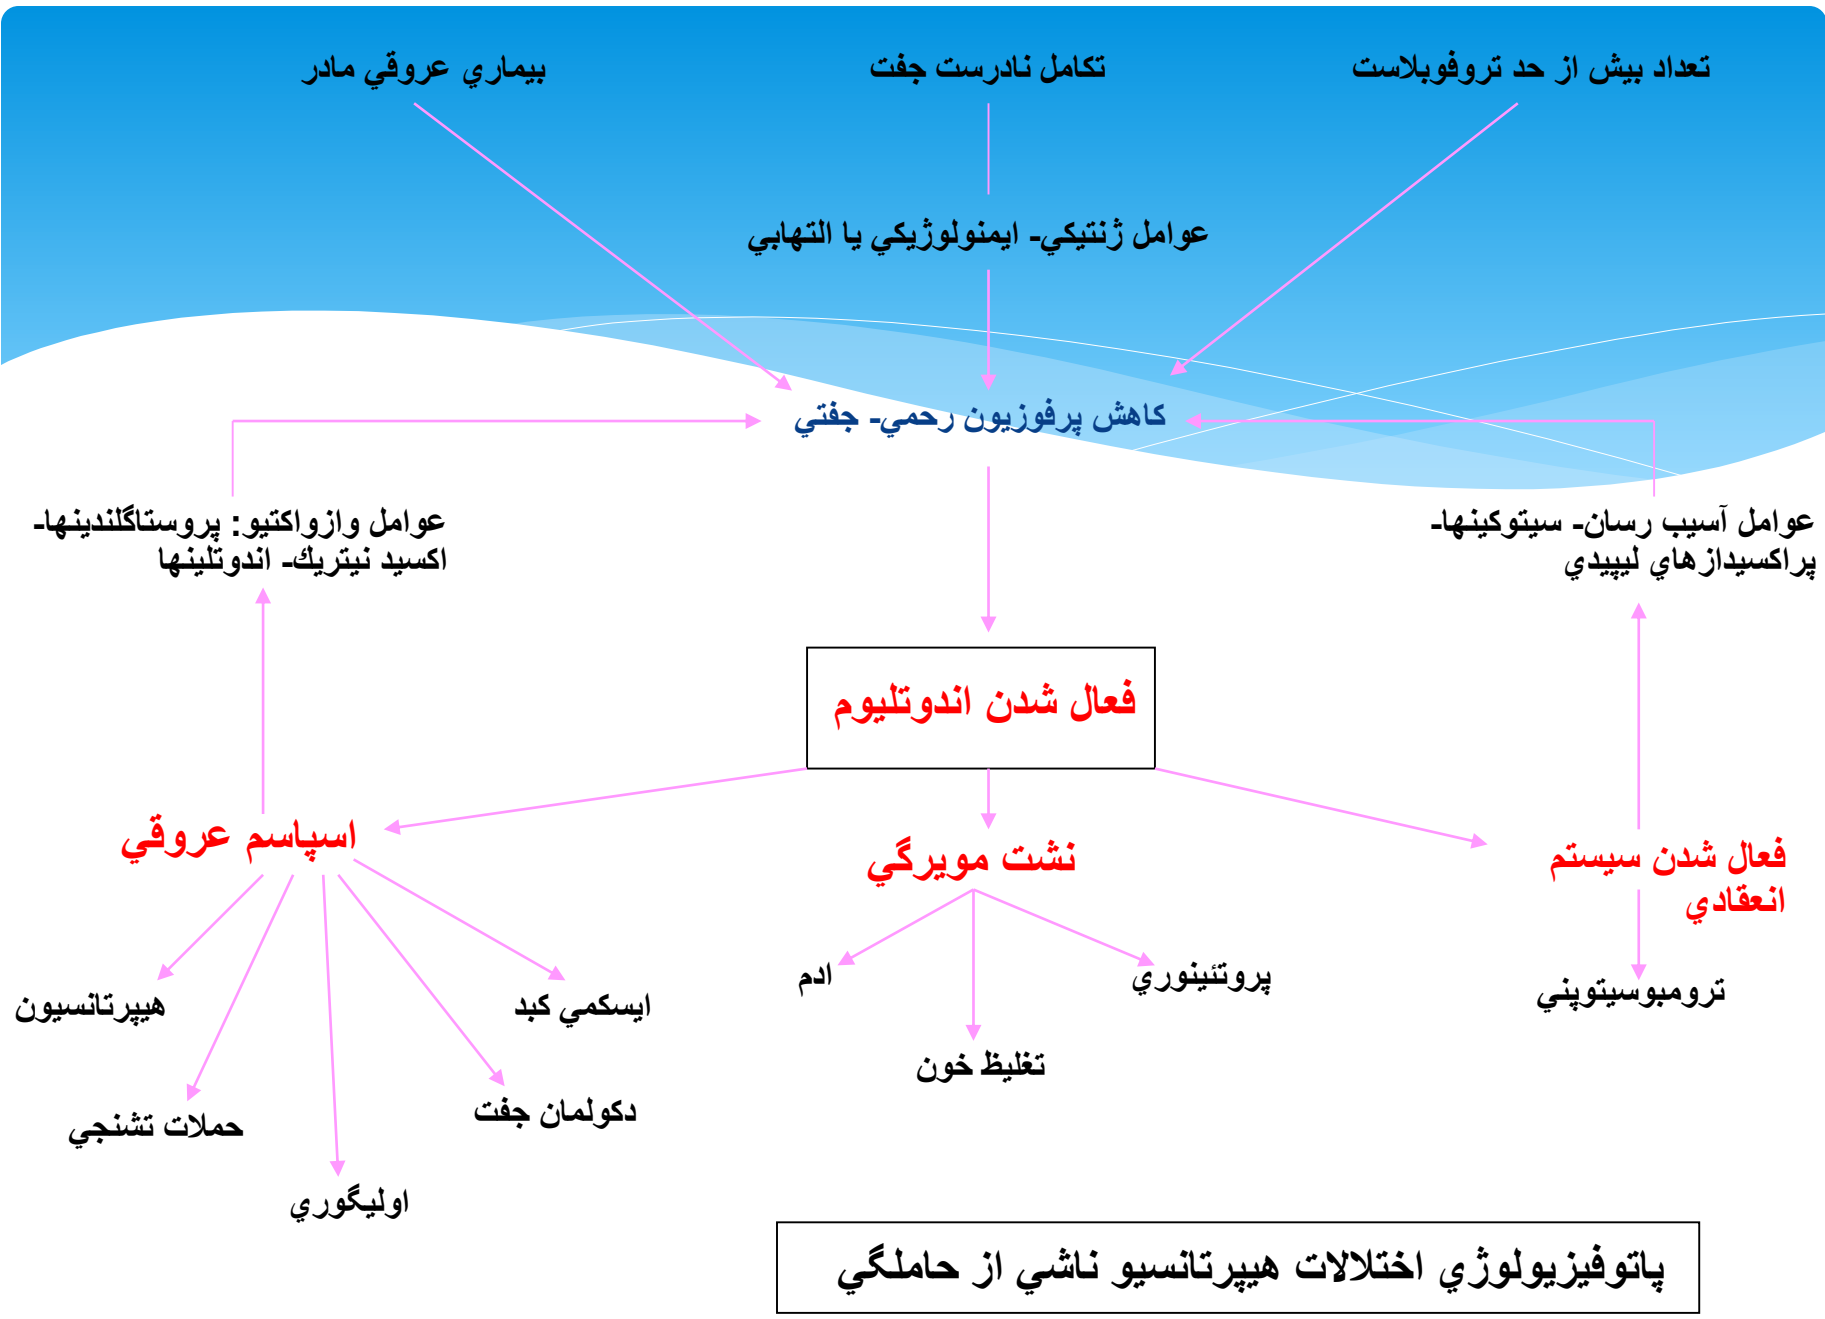 تعداد بيش از حد تروفوبلاست
تكامل نادرست جفت
بيماري عروقي مادر
عوامل ژنتيكي- ايمنولوژيكي يا التهابي
كاهش پرفوزيون رحمي- جفتي
عوامل آسيب رسان- سيتوكينها-
پراكسيدازهاي ليپيدي
عوامل وازواكتيو: پروستاگلندينها-
اكسيد نيتريك- اندوتلينها
فعال شدن اندوتليوم
فعال شدن سيستم
انعقادي
نشت مويرگي
اسپاسم عروقي
ترومبوسيتوپني
پروتئينوري
ادم
تغليظ خون
ايسكمي كبد
هيپرتانسيون
دكولمان جفت
حملات تشنجي
اوليگوري
پاتوفيزيولوژي اختلالات هيپرتانسيو ناشي از حاملگي